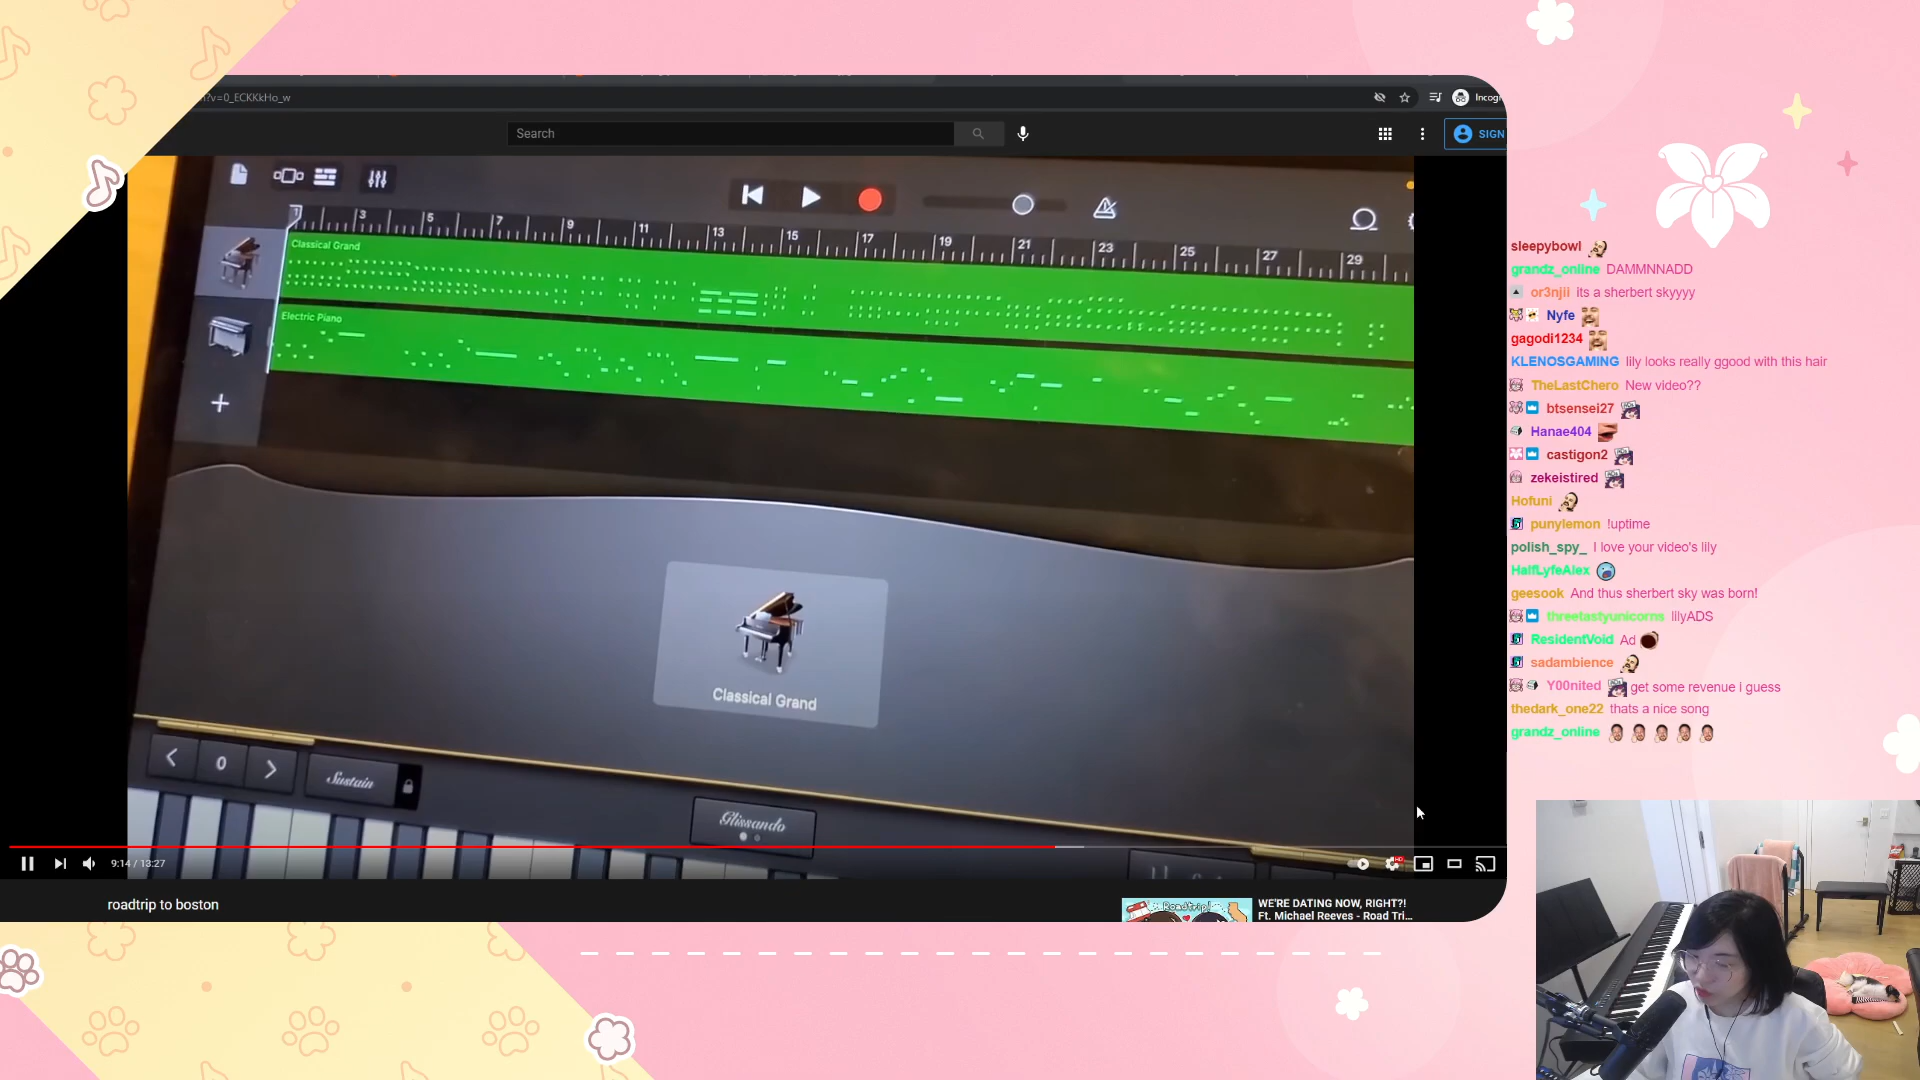 ?v=0_ECKKkHo_w
Incog
Search
SIGN
1 3 5 7 9 11 13 15 17 19 21 23 25 27 29
Classical Grand
Electric Piano
Classical Grand
0
Sustain
Glissando
9:14 / 13:27
HD
roadtrip to boston
Roadtrip!
WE'RE DATING NOW, RIGHT?!
Ft. Michael Reeves - Road Tri...
sleepybowl
grandz_online DAMMNNADD
or3njii its a sherbert skyyyy
Nyfe
gagodi1234
KLENOSGAMING lily looks really ggood with this hair
TheLastChero New video??
btsensei27
Hanae404
castigon2
zekeistired
Hofuni
punylemon !uptime
polish_spy_ I love your video's lily
HalfLyfeAlex
geesook And thus sherbert sky was born!
threetastyunicorns lilyADS
ResidentVoid Ad
sadambience
Y00nited get some revenue i guess
thedark_one22 thats a nice song
grandz_online